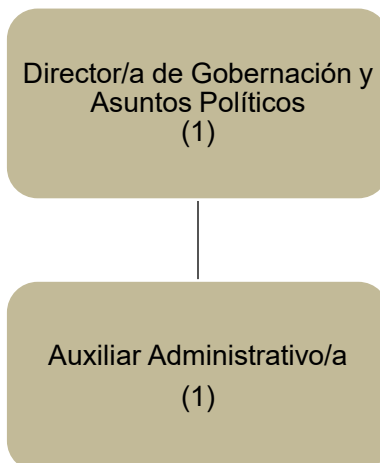 Director/a de Gobernación y
Asuntos Políticos
(1)
Auxiliar Administrativo/a
(1)